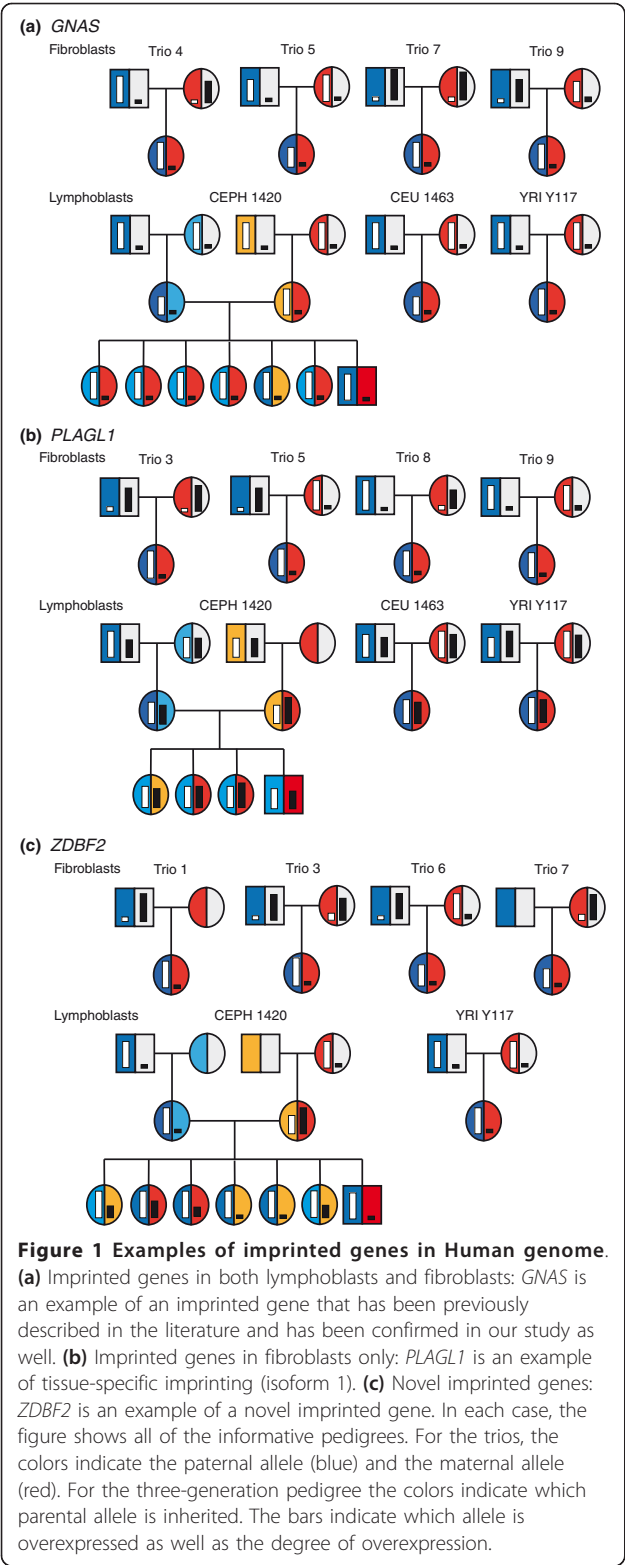 (a) GNAS
Fibroblasts Trio 4 Trio 5 Trio 7 Trio 9
Lymphoblasts CEPH 1420 CEU 1463 YRI Y117
(b) PLAGL1
Fibroblasts Trio 3 Trio 5 Trio 8 Trio 9
Lymphoblasts CEPH 1420 CEU 1463 YRI Y117
(c) ZDBF2
Fibroblasts Trio 1 Trio 3 Trio 6 Trio 7
Lymphoblasts CEPH 1420 YRI Y117
Figure 1 Examples of imprinted genes in Human genome.
(a) Imprinted genes in both lymphoblasts and fibroblasts: GNAS is
an example of an imprinted gene that has been previously
described in the literature and has been confirmed in our study as
well. (b) Imprinted genes in fibroblasts only: PLAGL1 is an example
of tissue-specific imprinting (isoform 1). (c) Novel imprinted genes:
ZDBF2 is an example of a novel imprinted gene. In each case, the
figure shows all of the informative pedigrees. For the trios, the
colors indicate the paternal allele (blue) and the maternal allele
(red). For the three-generation pedigree the colors indicate which
parental allele is inherited. The bars indicate which allele is
overexpressed as well as the degree of overexpression.